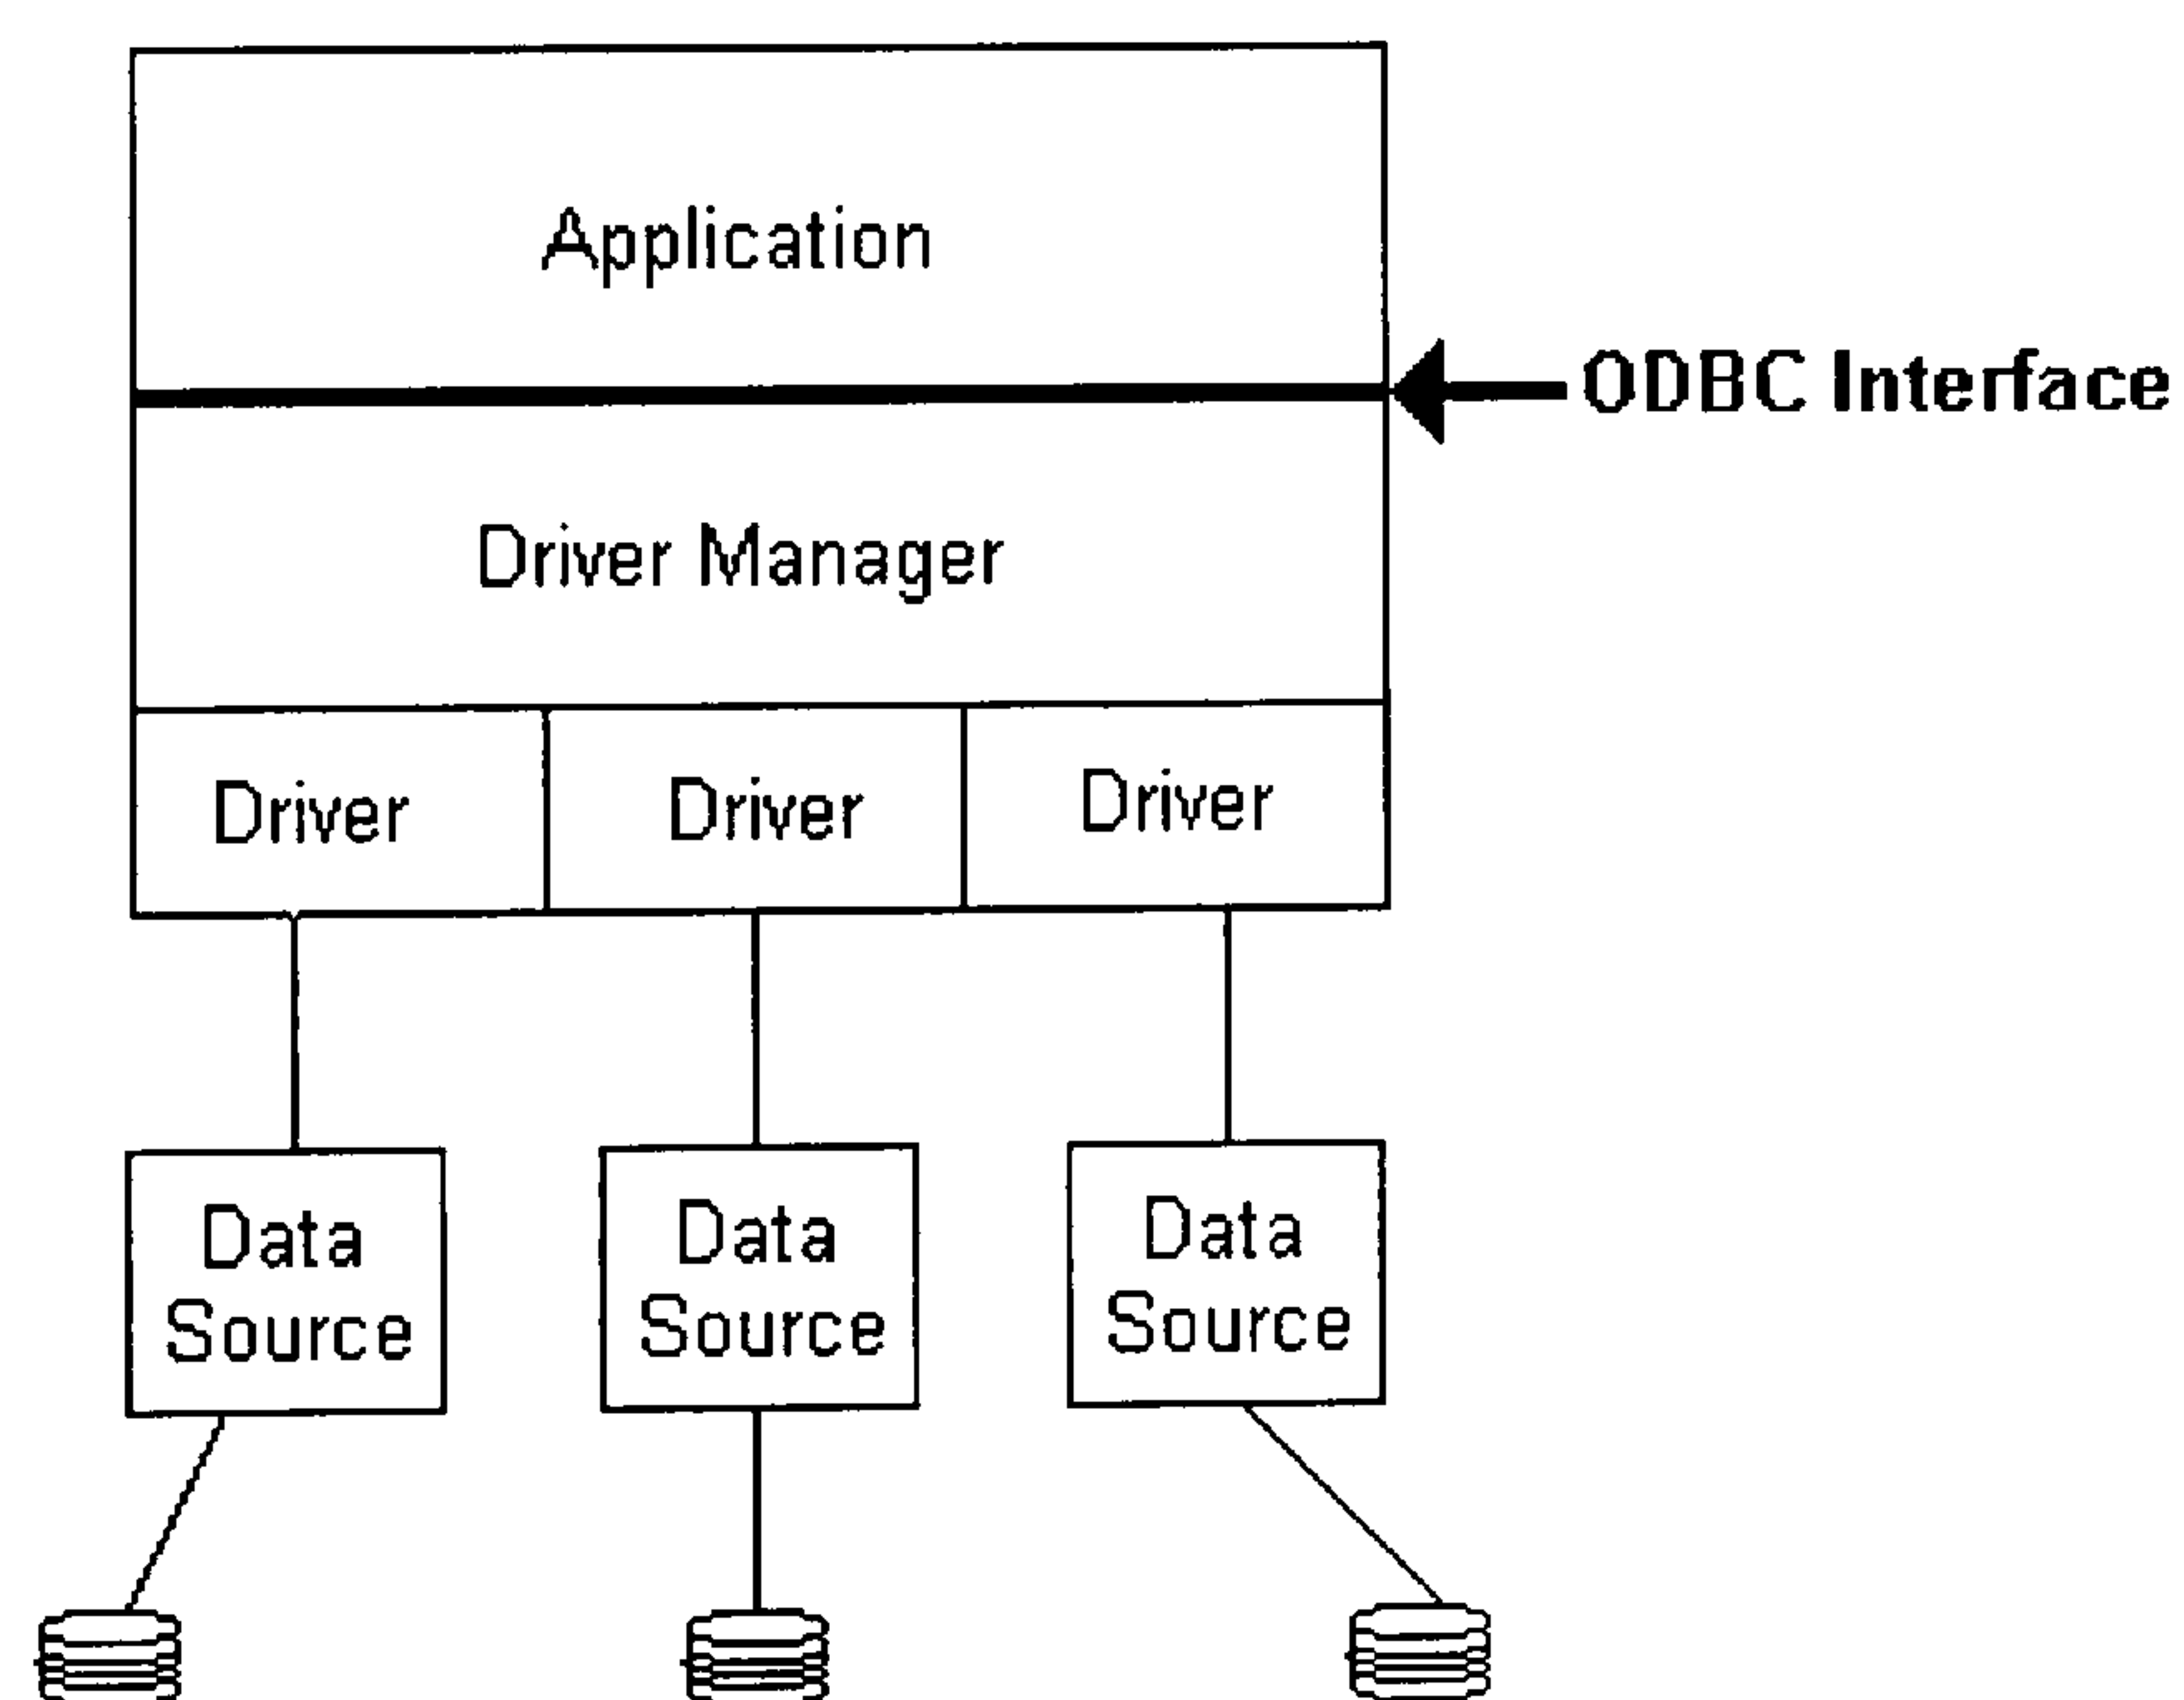 Application
ODBC Interface
Driver Manager
Driver
Driver
Driver
Data
Source
Data
Source
Data
Source